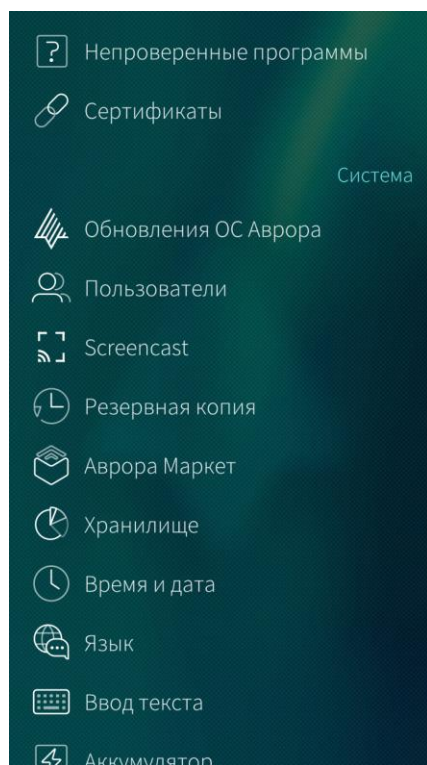 Непроверенные программы
Сертификаты
Система
Обновления ОС Аврора
Пользователи
Screencast
Резервная копия
Аврора Маркет
Хранилище
Время и дата
Язык
Ввод текста
Аккумулятор